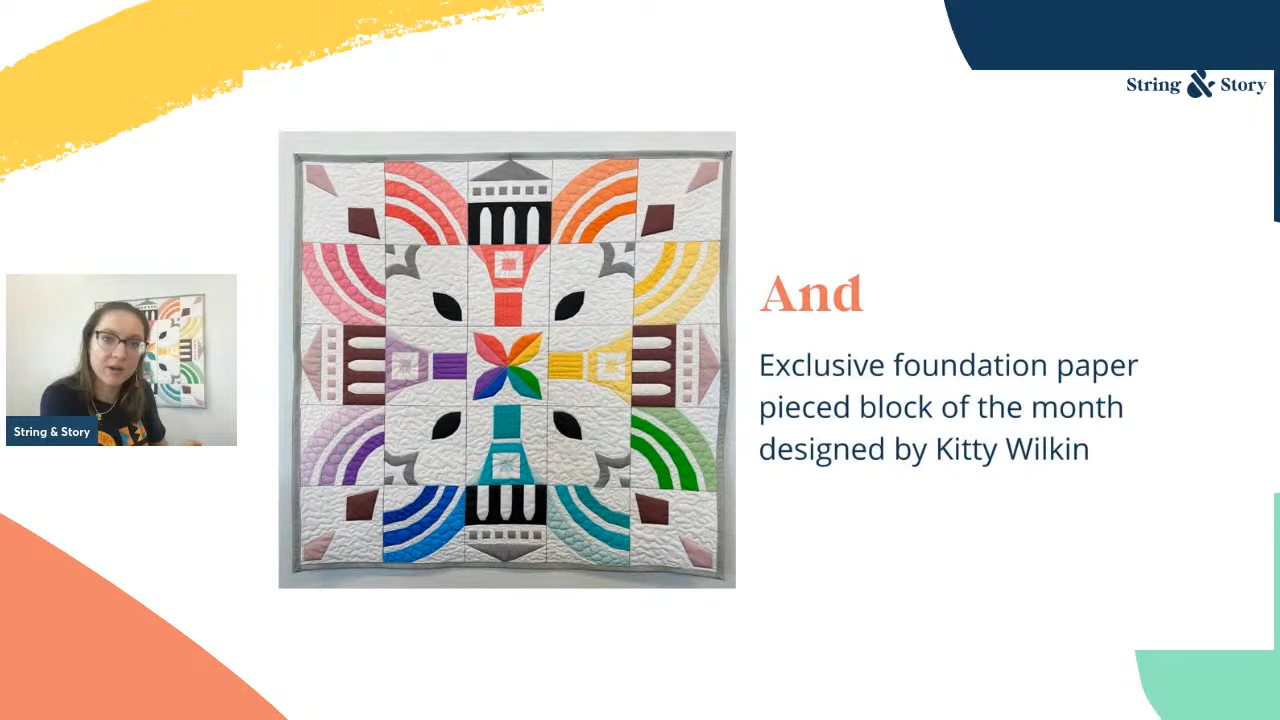 String & Story
And
Exclusive foundation paper
pieced block of the month
designed by Kitty Wilkin
String & Story